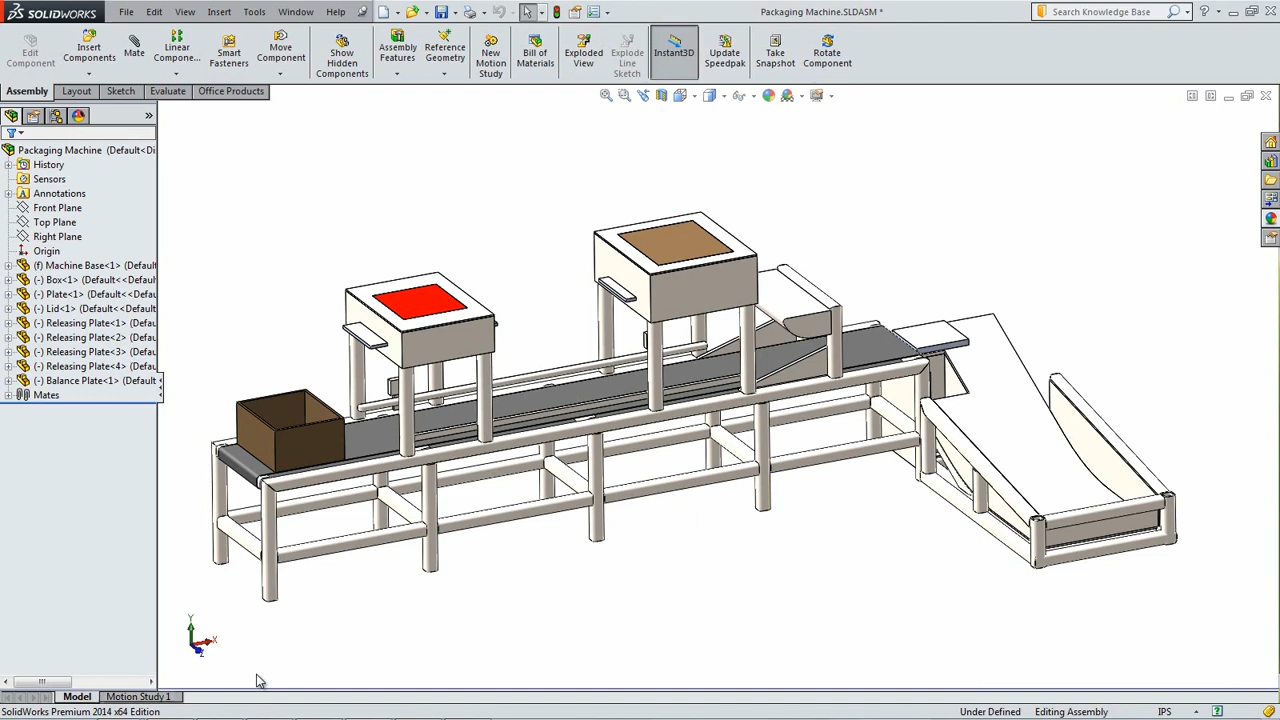 SOLIDWORKS File Edit View Insert Tools Window Help Packaging Machine.SLDASM * Search Knowledge Base
Edit Component
Insert Components
Mate
Linear Compone...
Smart Fasteners
Move Component
Show Hidden Components
Assembly Features
Reference Geometry
New Motion Study
Bill of Materials
Exploded View
Explode Line Sketch
Instant3D
Update Speedpak
Take Snapshot
Rotate Component
Assembly Layout Sketch Evaluate Office Products
Packaging Machine (Default<Di
History
Sensors
Annotations
Front Plane
Top Plane
Right Plane
Origin
(f) Machine Base<1> (Default
(-) Box<1> (Default<<Default
(-) Plate<1> (Default<<Defau
(-) Lid<1> (Default<<Default
(-) Releasing Plate<1> (Defau
(-) Releasing Plate<2> (Defau
(-) Releasing Plate<3> (Defau
(-) Releasing Plate<4> (Defau
(-) Balance Plate<1> (Default
Mates
Y
X
Z
Model Motion Study 1
SolidWorks Premium 2014 x64 Edition Under Defined Editing Assembly IPS